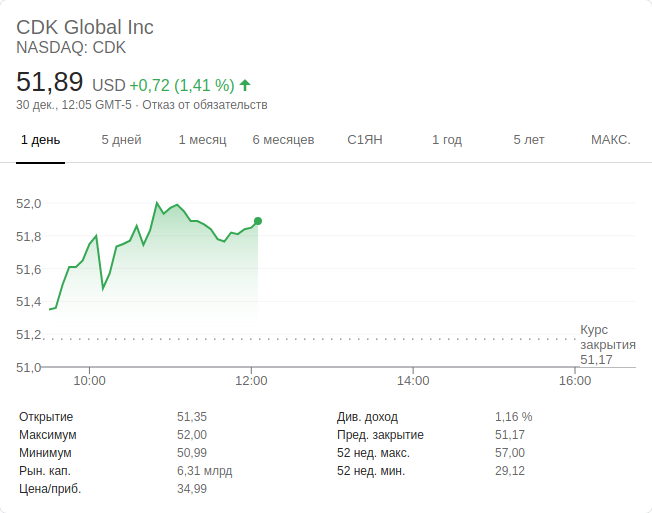 CDK Global Inc
NASDAQ: CDK
51,89 USD +0,72 (1,41 %)
30 дек., 12:05 GMT-5 · Отказ от обязательств
1 день 5 дней 1 месяц 6 месяцев С1ЯН 1 год 5 лет МАКС.
52,0
51,8
51,6
51,4
51,2
51,0
Курс
закрытия
51,17
10:00 12:00 14:00 16:00
Открытие 51,35 Див. доход 1,16 %
Максимум 52,00 Пред. закрытие 51,17
Минимум 50,99 52 нед. макс. 57,00
Рын. кап. 6,31 млрд 52 нед. мин. 29,12
Цена/приб. 34,99